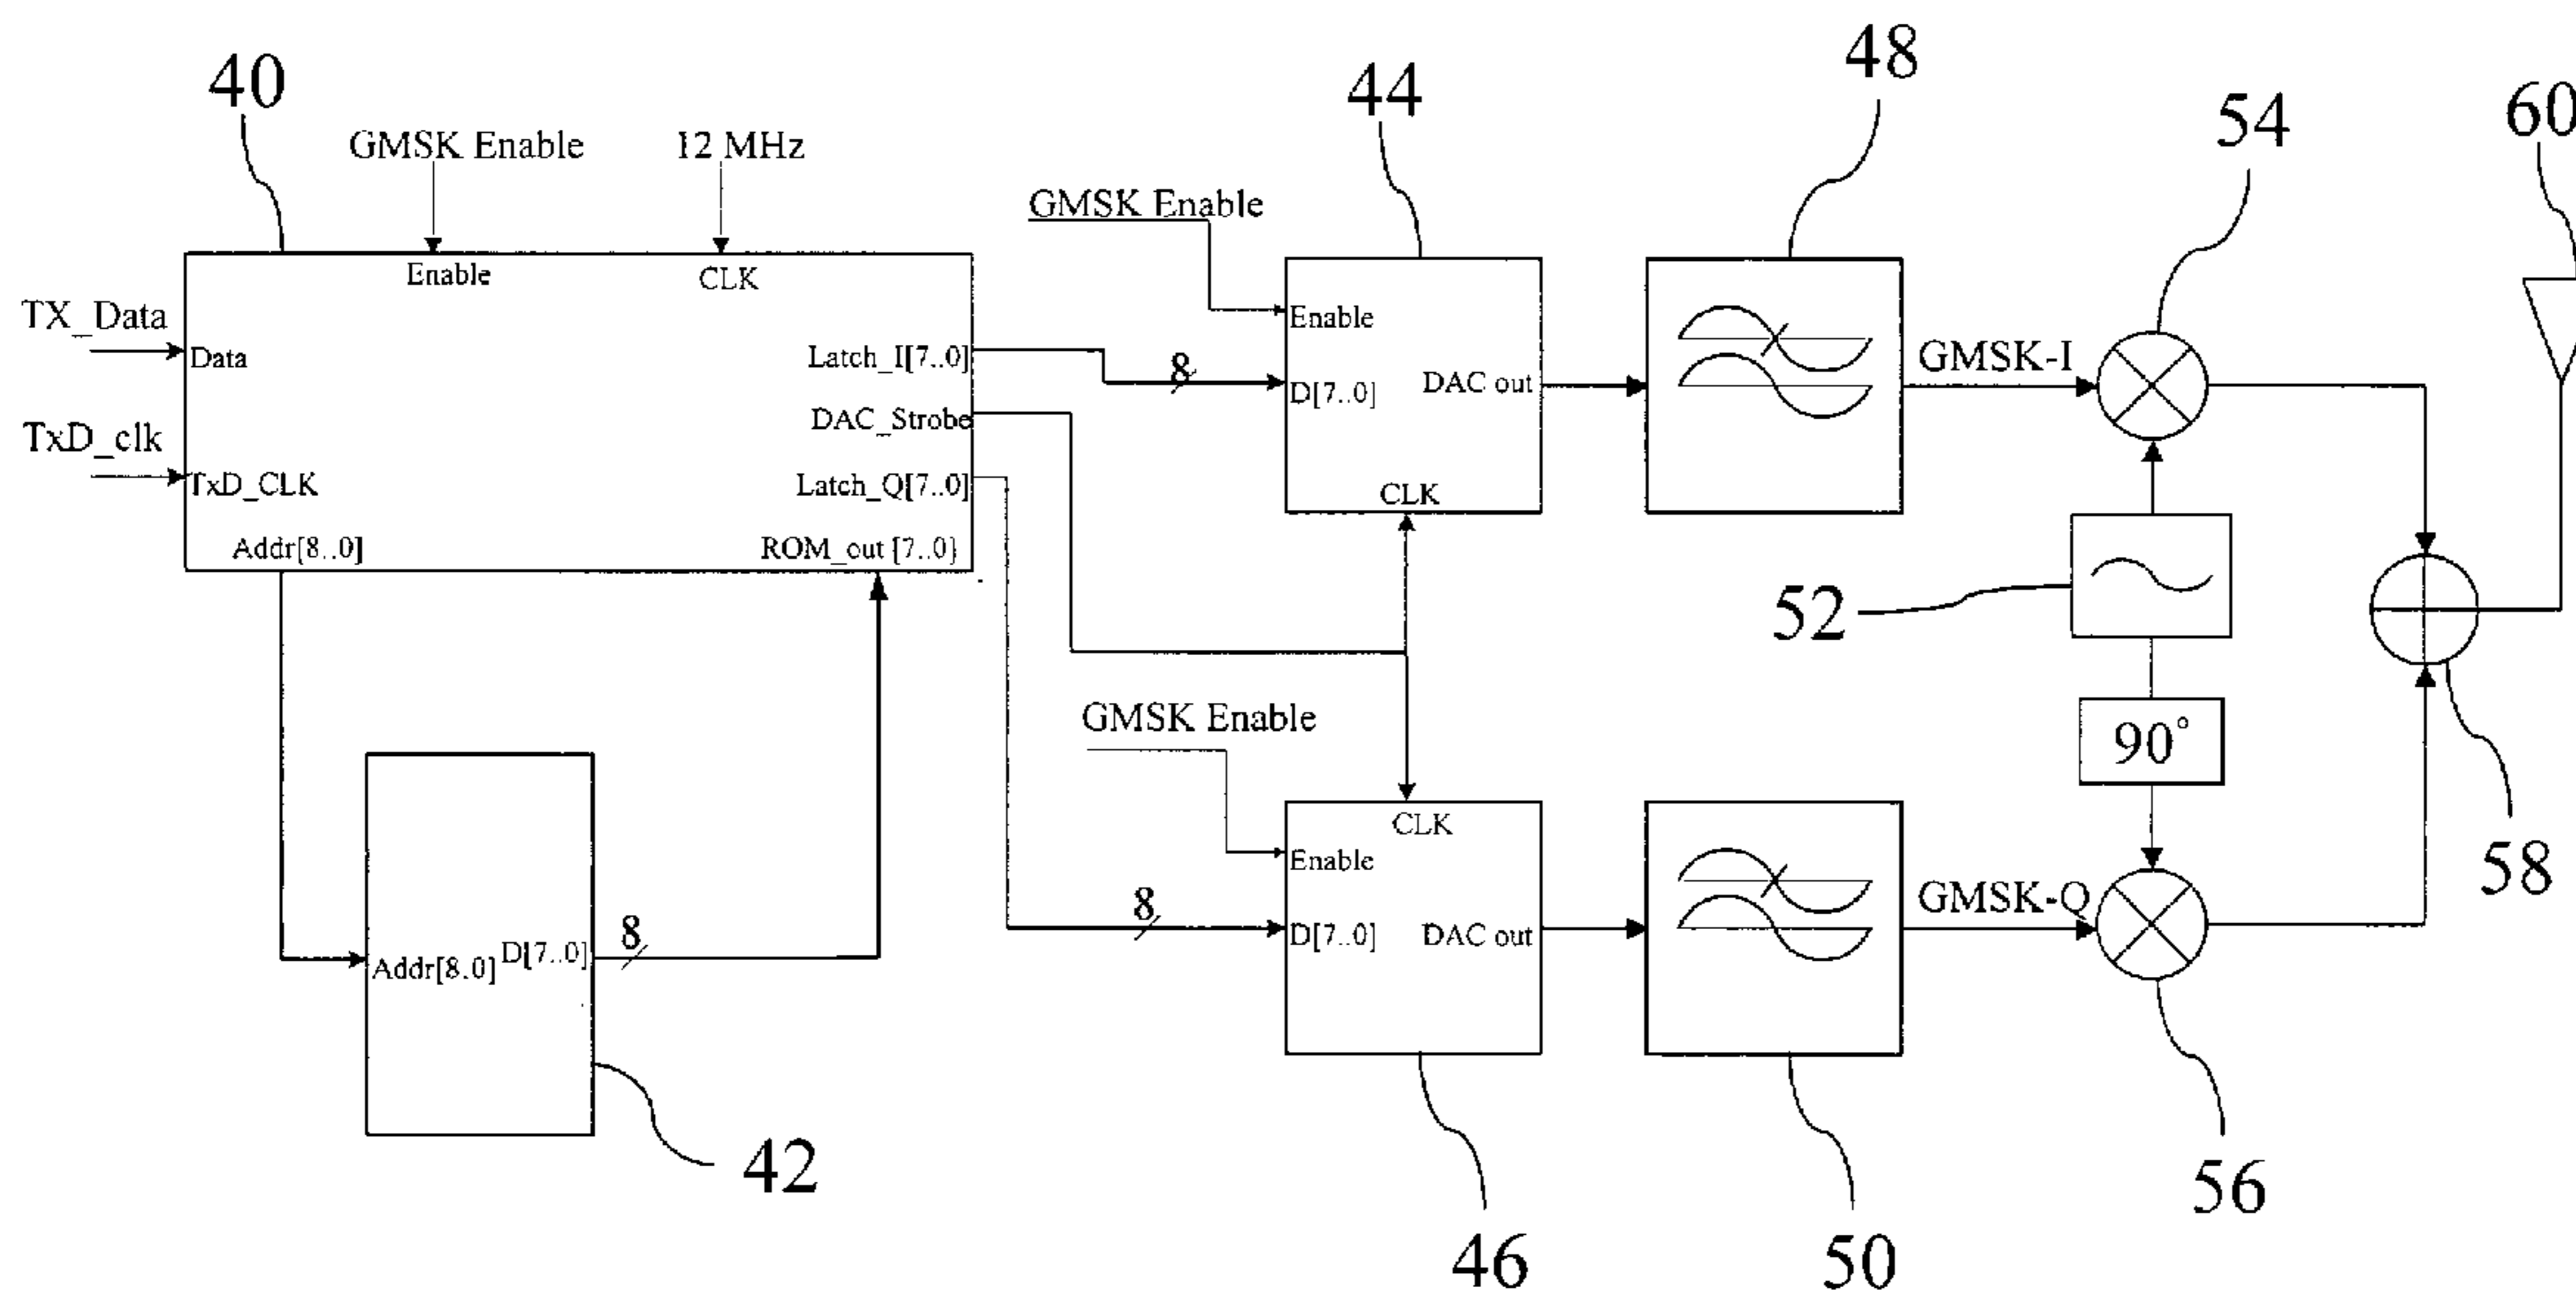 40
GMSK Enable
12 MHz
Enable
CLK
TX_Data
Data
TxD_clk
TxD_CLK
Latch_I[7..0]
DAC_Strobe
Latch_Q[7..0]
Addr[8..0]
ROM_out [7..0]
Addr[8.0]
D[7..0]
8
42
GMSK Enable
44
Enable
8
D[7..0]
DAC out
CLK
48
GMSK-I
54
60
52
90°
58
GMSK Enable
CLK
Enable
8
D[7..0]
DAC out
46
50
GMSK-Q
56